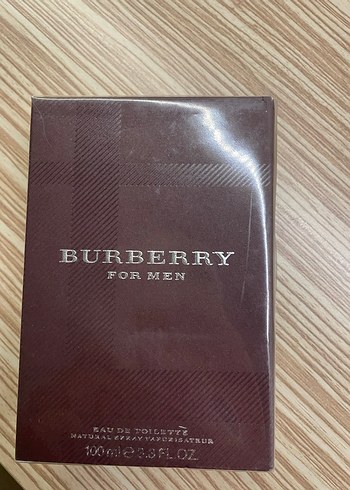 BURBERRY
FOR MEN
EAU DE TOILETTE
NATURAL SPRAY VAPORISATEUR
100 ml ℮ 3.3 FL.OZ.